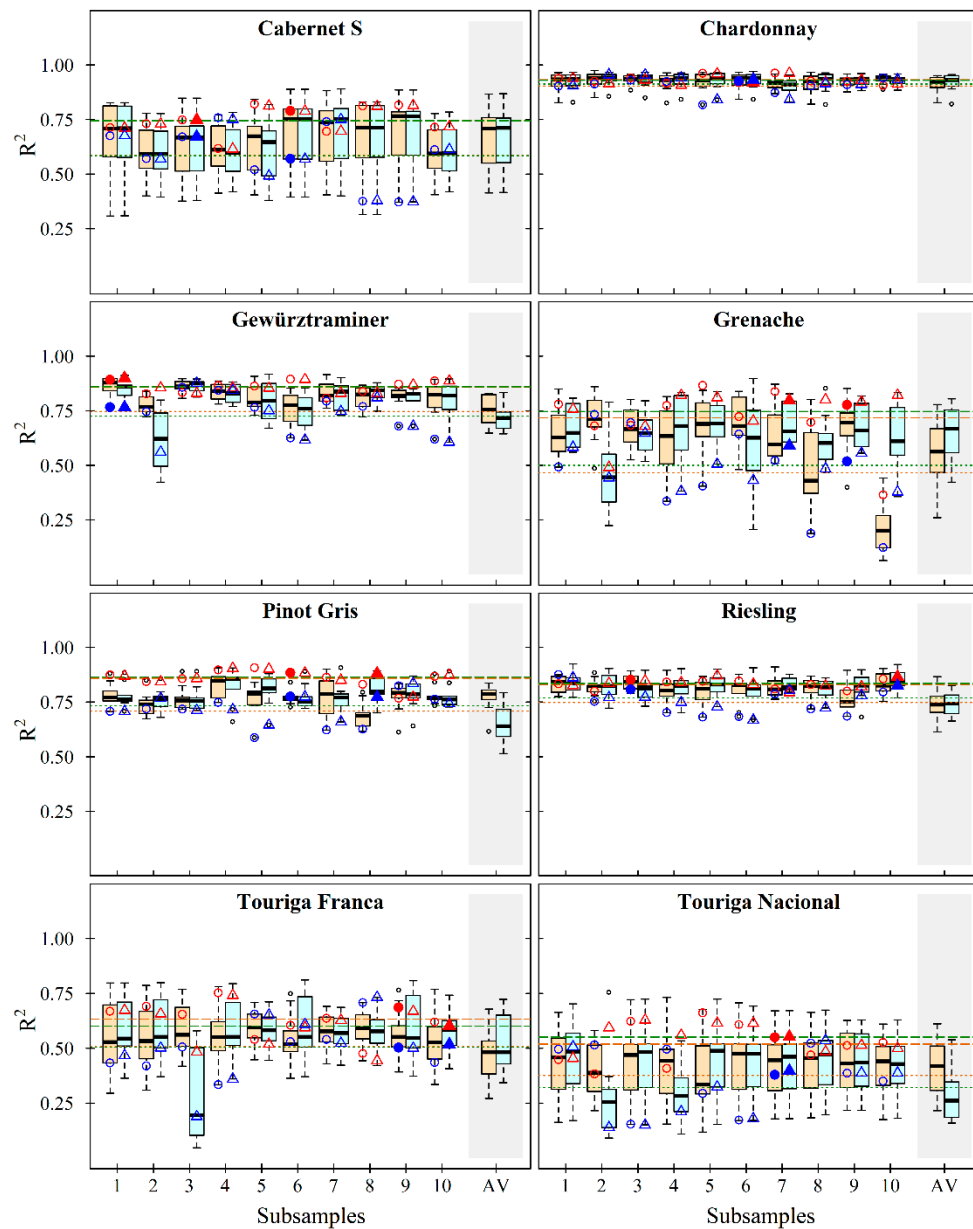 Cabernet S Chardonnay
R²
1.00
0.75
0.50
0.25
Gewürztraminer Grenache
R²
1.00
0.75
0.50
0.25
Pinot Gris Riesling
R²
1.00
0.75
0.50
0.25
Touriga Franca Touriga Nacional
R²
1.00
0.75
0.50
0.25
1 2 3 4 5 6 7 8 9 10 AV 1 2 3 4 5 6 7 8 9 10 AV
Subsamples Subsamples